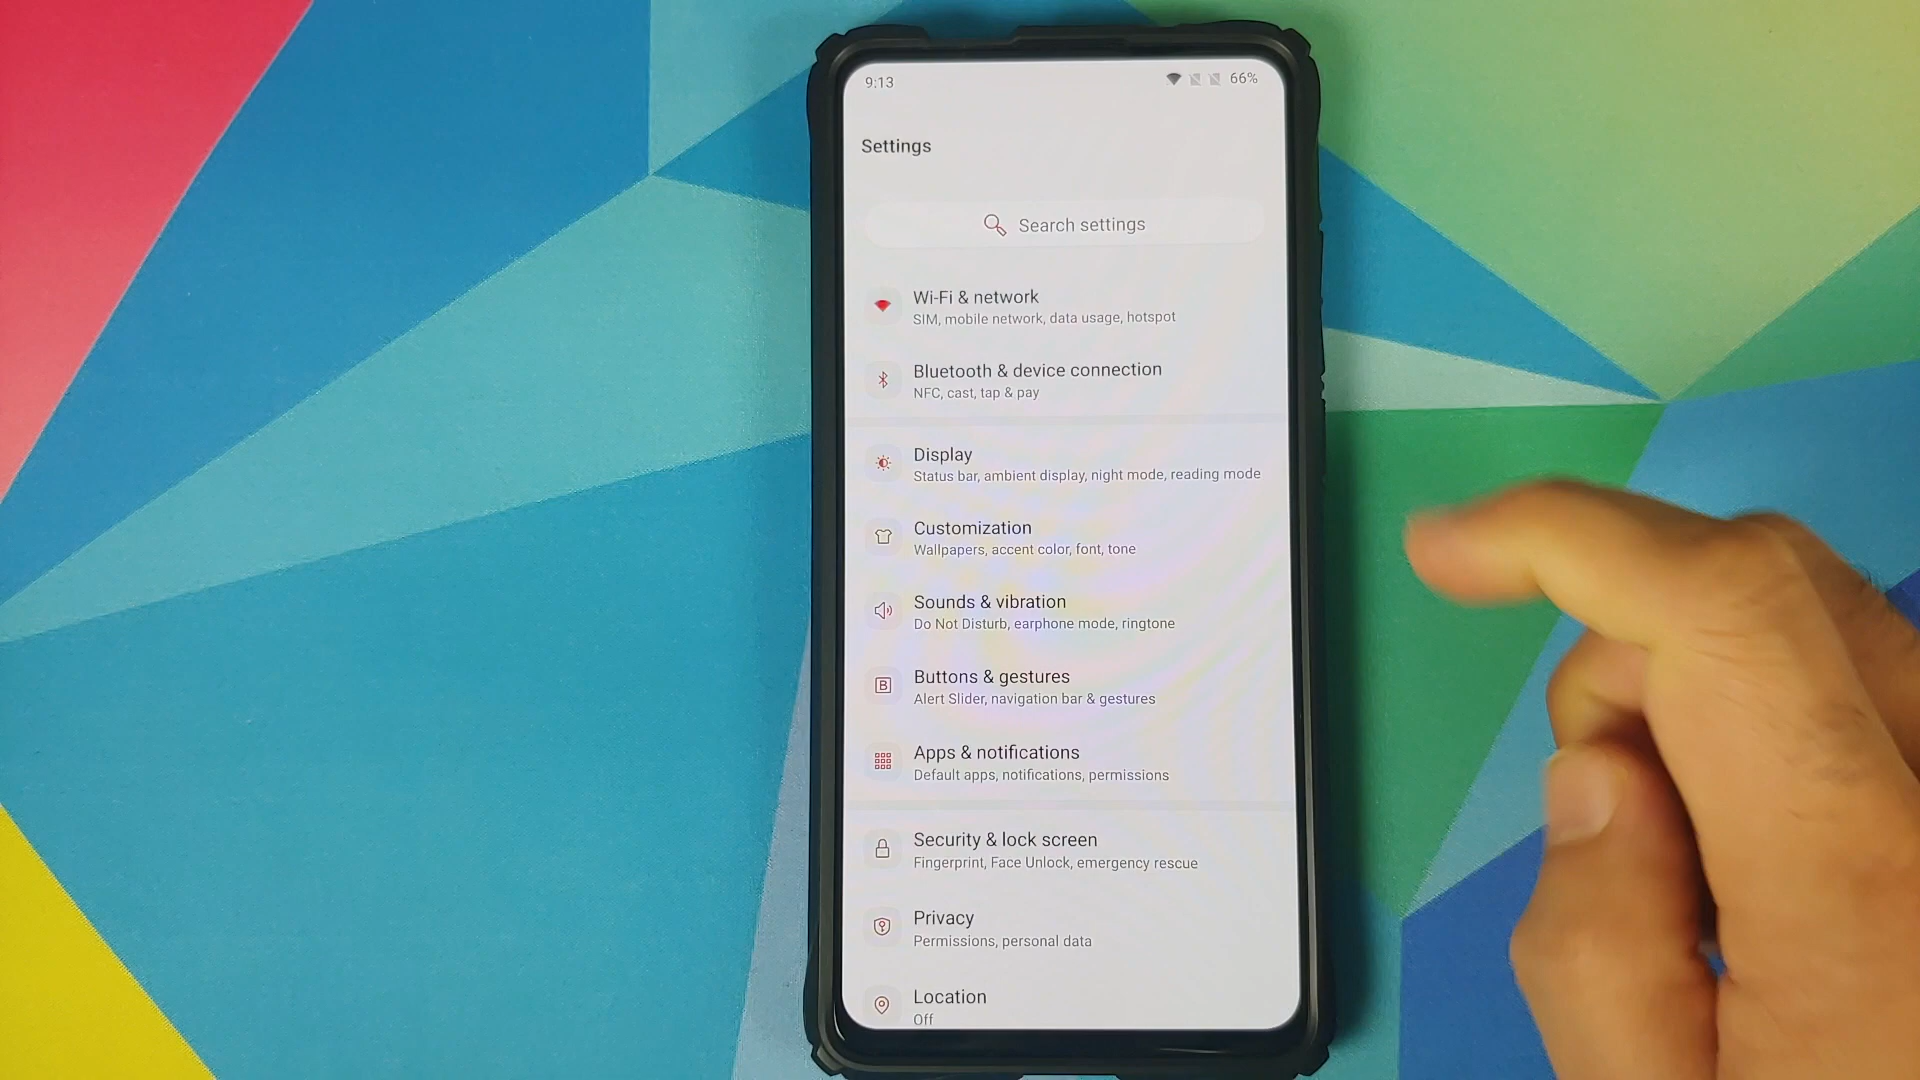 9:13
66%
Settings
Search settings
Wi-Fi & network
SIM, mobile network, data usage, hotspot
Bluetooth & device connection
NFC, cast, tap & pay
Display
Status bar, ambient display, night mode, reading mode
Customization
Wallpapers, accent color, font, tone
Sounds & vibration
Do Not Disturb, earphone mode, ringtone
B
Buttons & gestures
Alert Slider, navigation bar & gestures
Apps & notifications
Default apps, notifications, permissions
Security & lock screen
Fingerprint, Face Unlock, emergency rescue
Privacy
Permissions, personal data
Location
Off